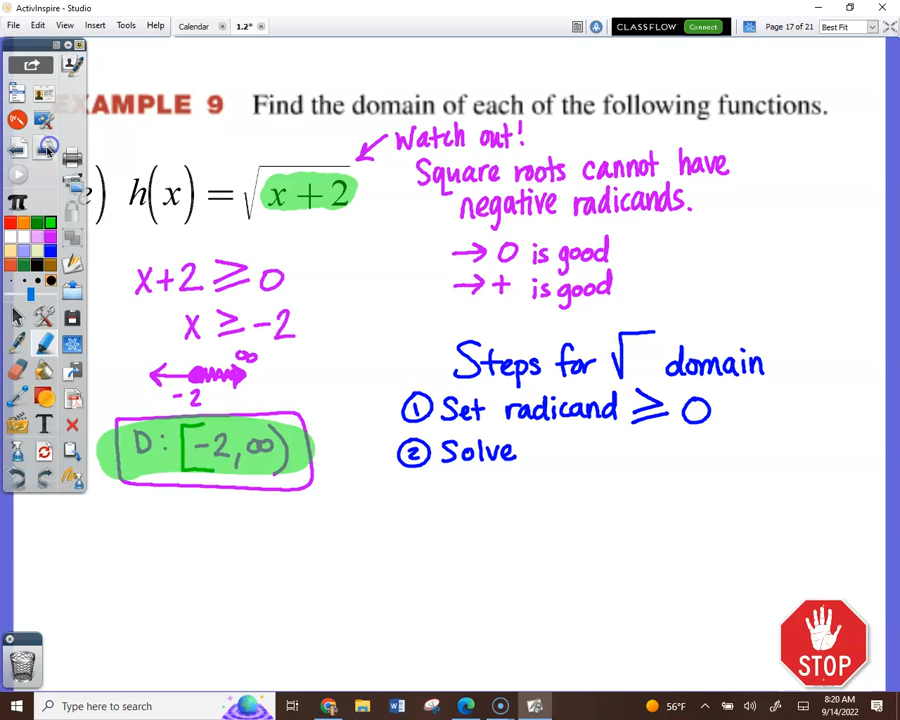 ActivInspire - Studio
File Edit View Insert Tools Help
Calendar
1.2*
CLASSFLOW Connect
Page 17 of 21
Best Fit
EXAMPLE 9 Find the domain of each of the following functions.
Watch out!
Square roots cannot have
negative radicands.
e) h(x) = √x + 2
→ 0 is good
→ + is good
x+2 ≥ 0
x ≥ -2
∞
-2
D: [-2, ∞)
Steps for √ domain
① Set radicand ≥ 0
② Solve
STOP
Type here to search
56°F
8:20 AM
9/14/2022